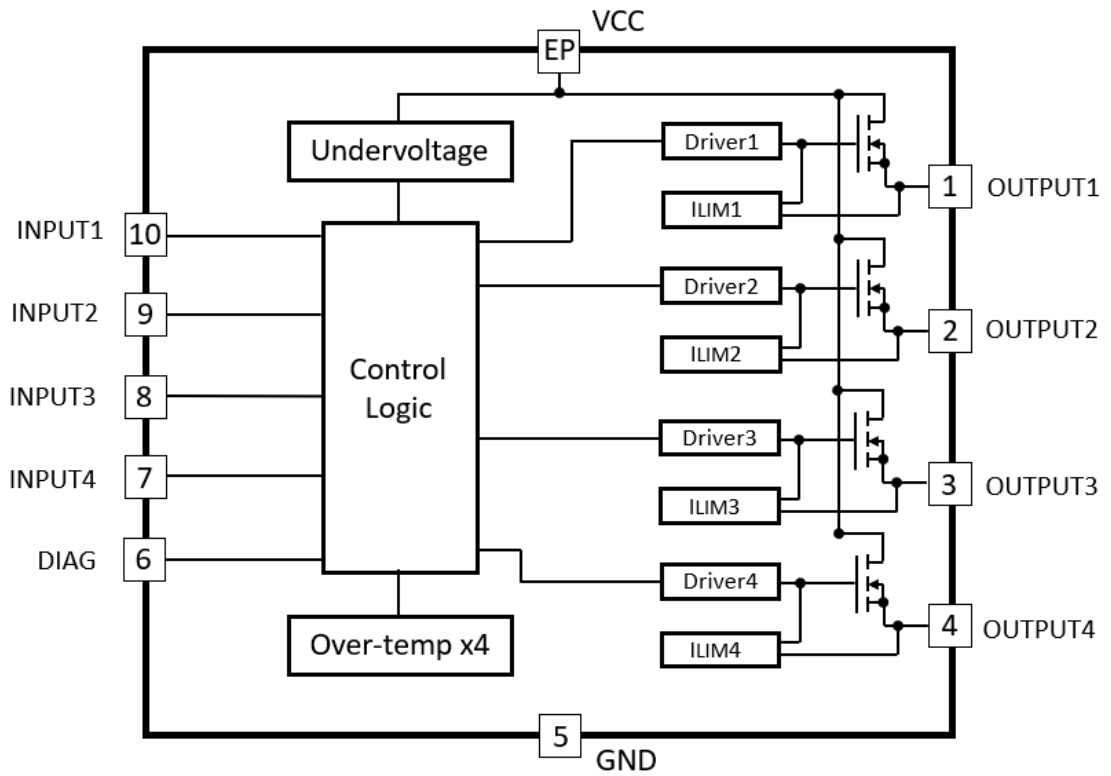 VCC
EP
Undervoltage
Driver1
ILIM1
1
OUTPUT1
INPUT1
10
Driver2
ILIM2
2
OUTPUT2
INPUT2
9
Control
Logic
INPUT3
8
Driver3
ILIM3
3
OUTPUT3
INPUT4
7
DIAG
6
Driver4
ILIM4
4
OUTPUT4
Over-temp x4
5
GND